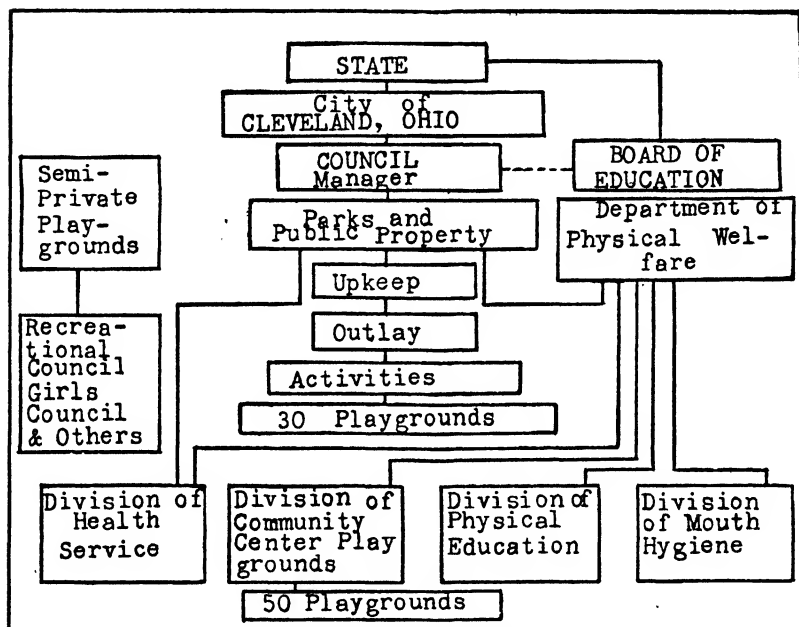 STATE
City of
CLEVELAND, OHIO
COUNCIL
Manager
BOARD OF
EDUCATION
Semi-
Private
Play-
grounds
Parks and
Public Property
Department of
Physical Wel-
fare
Upkeep
Recrea-
tional
Council
Girls
Council
& Others
Outlay
Activities
30 Playgrounds
Division of
Health
Service
Division of
Community
Center Play
grounds
Division of
Physical
Education
Division
of Mouth
Hygiene
50 Playgrounds